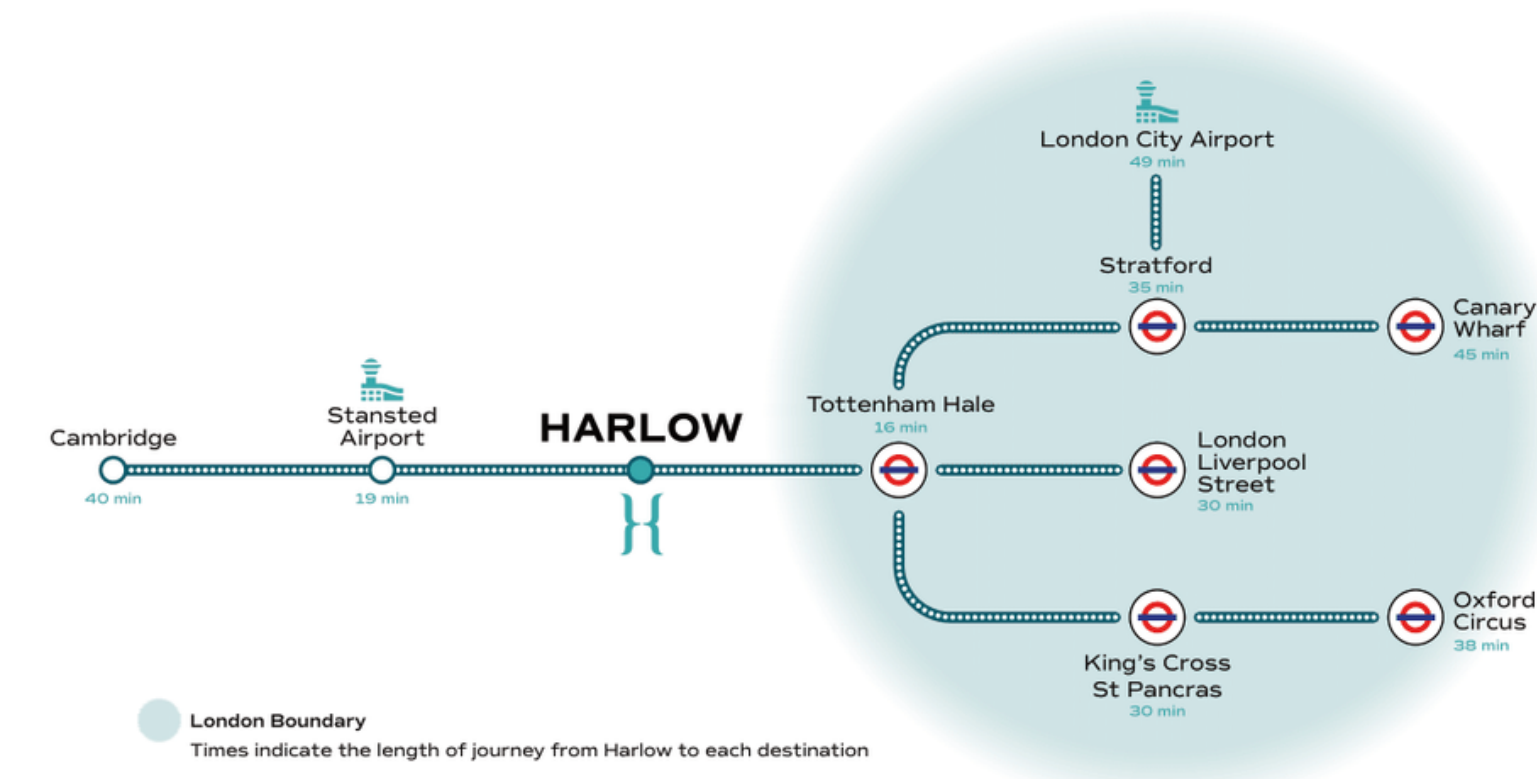 London City Airport
49 min
Stratford
35 min
Canary
Wharf
45 min
Stansted
Airport
19 min
Cambridge
40 min
HARLOW
Tottenham Hale
16 min
London
Liverpool
Street
30 min
Oxford
Circus
38 min
King's Cross
St Pancras
30 min
London Boundary
Times indicate the length of journey from Harlow to each destination